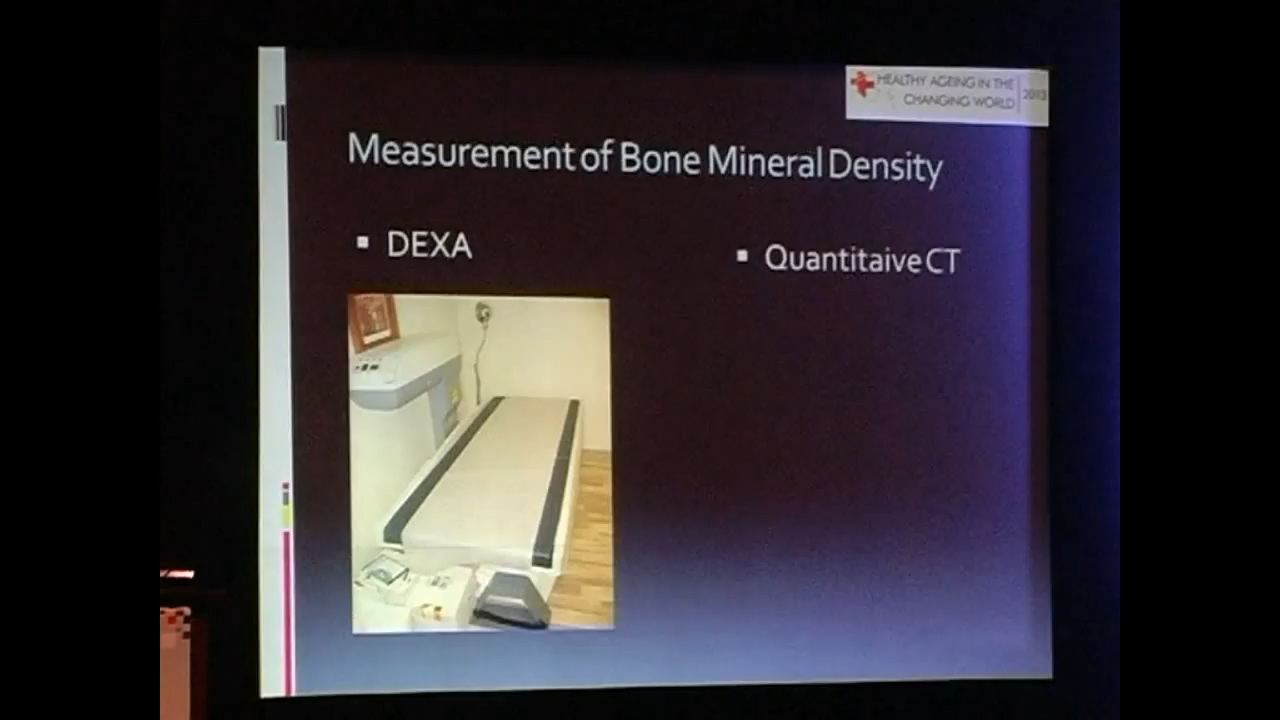 HEALTHY AGEING IN THE
CHANGING WORLD 2013
Measurement of Bone Mineral Density
▪ DEXA
▪ Quantitaive CT